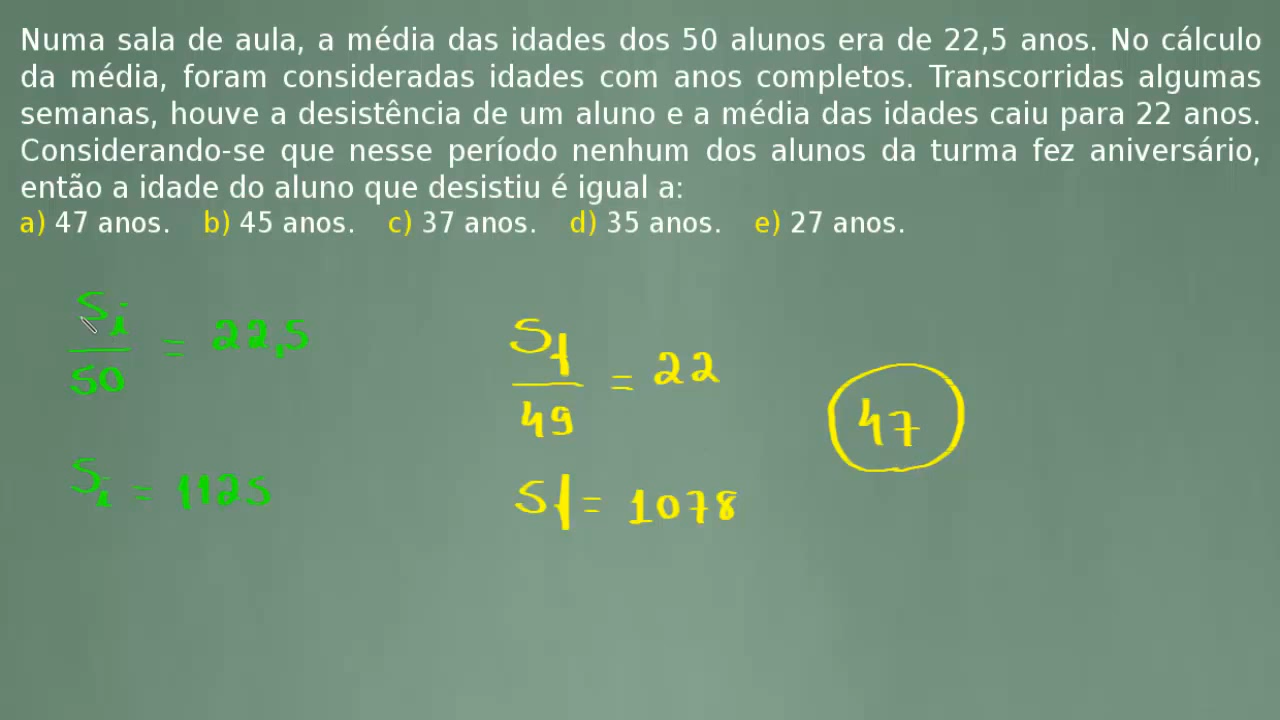 Numa sala de aula, a média das idades dos 50 alunos era de 22,5 anos. No cálculo
da média, foram consideradas idades com anos completos. Transcorridas algumas
semanas, houve a desistência de um aluno e a média das idades caiu para 22 anos.
Considerando-se que nesse período nenhum dos alunos da turma fez aniversário,
então a idade do aluno que desistiu é igual a:
a) 47 anos. b) 45 anos. c) 37 anos. d) 35 anos. e) 27 anos.
Si
50
= 22,5
Si = 1125
Sf
49
= 22
Sf = 1078
47